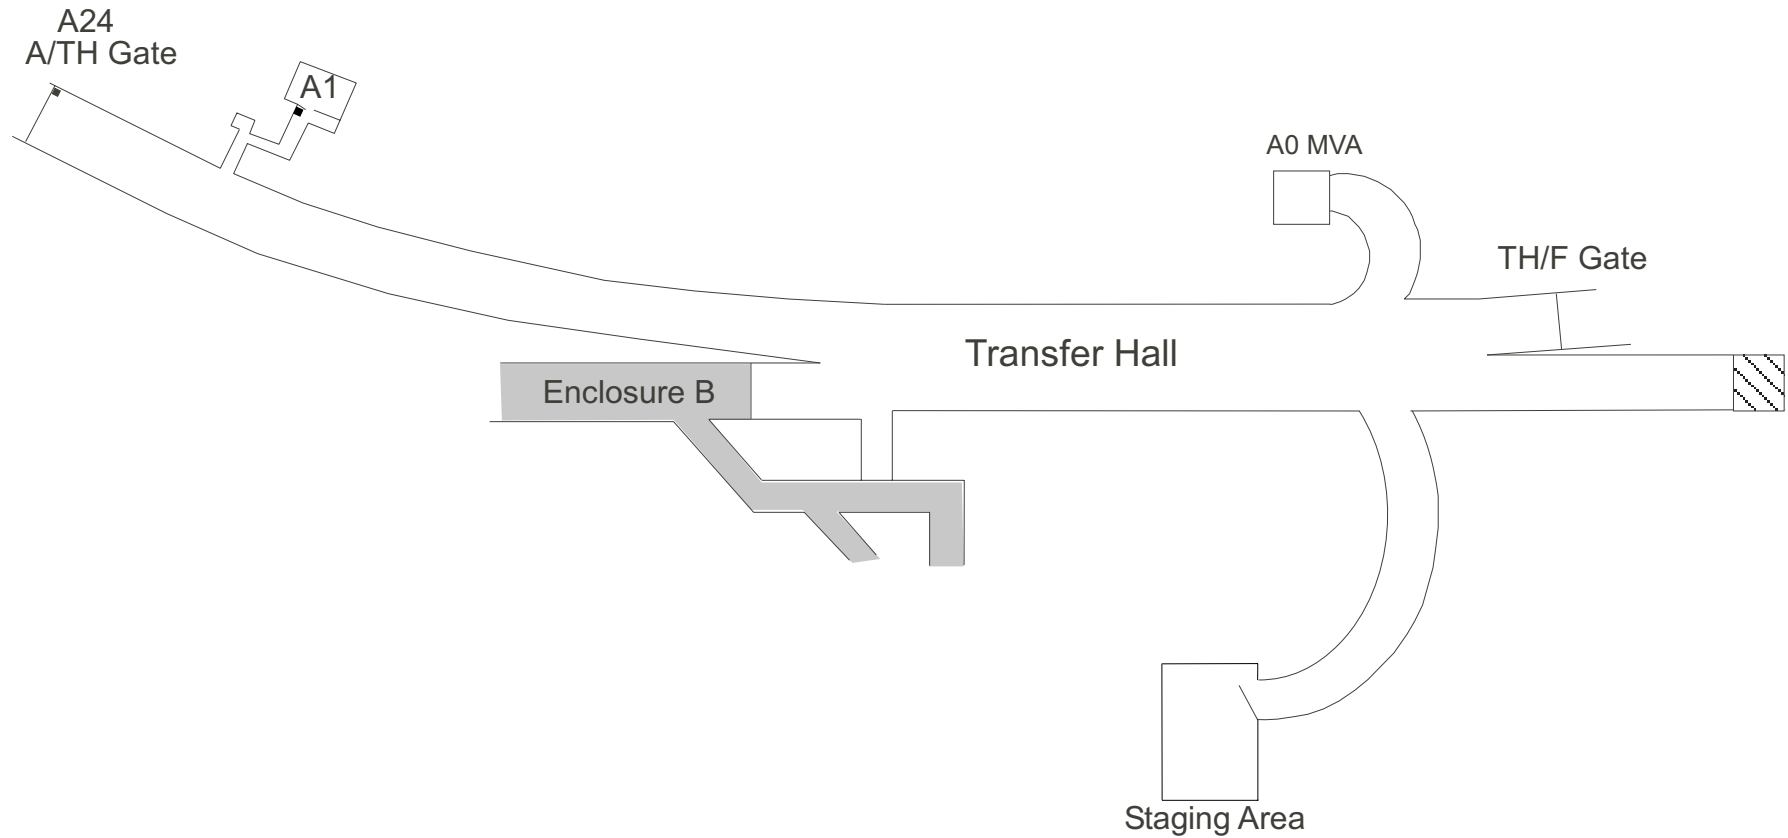 A24
A/TH Gate
A1
A0 MVA
TH/F Gate
Transfer Hall
Enclosure B
Staging Area